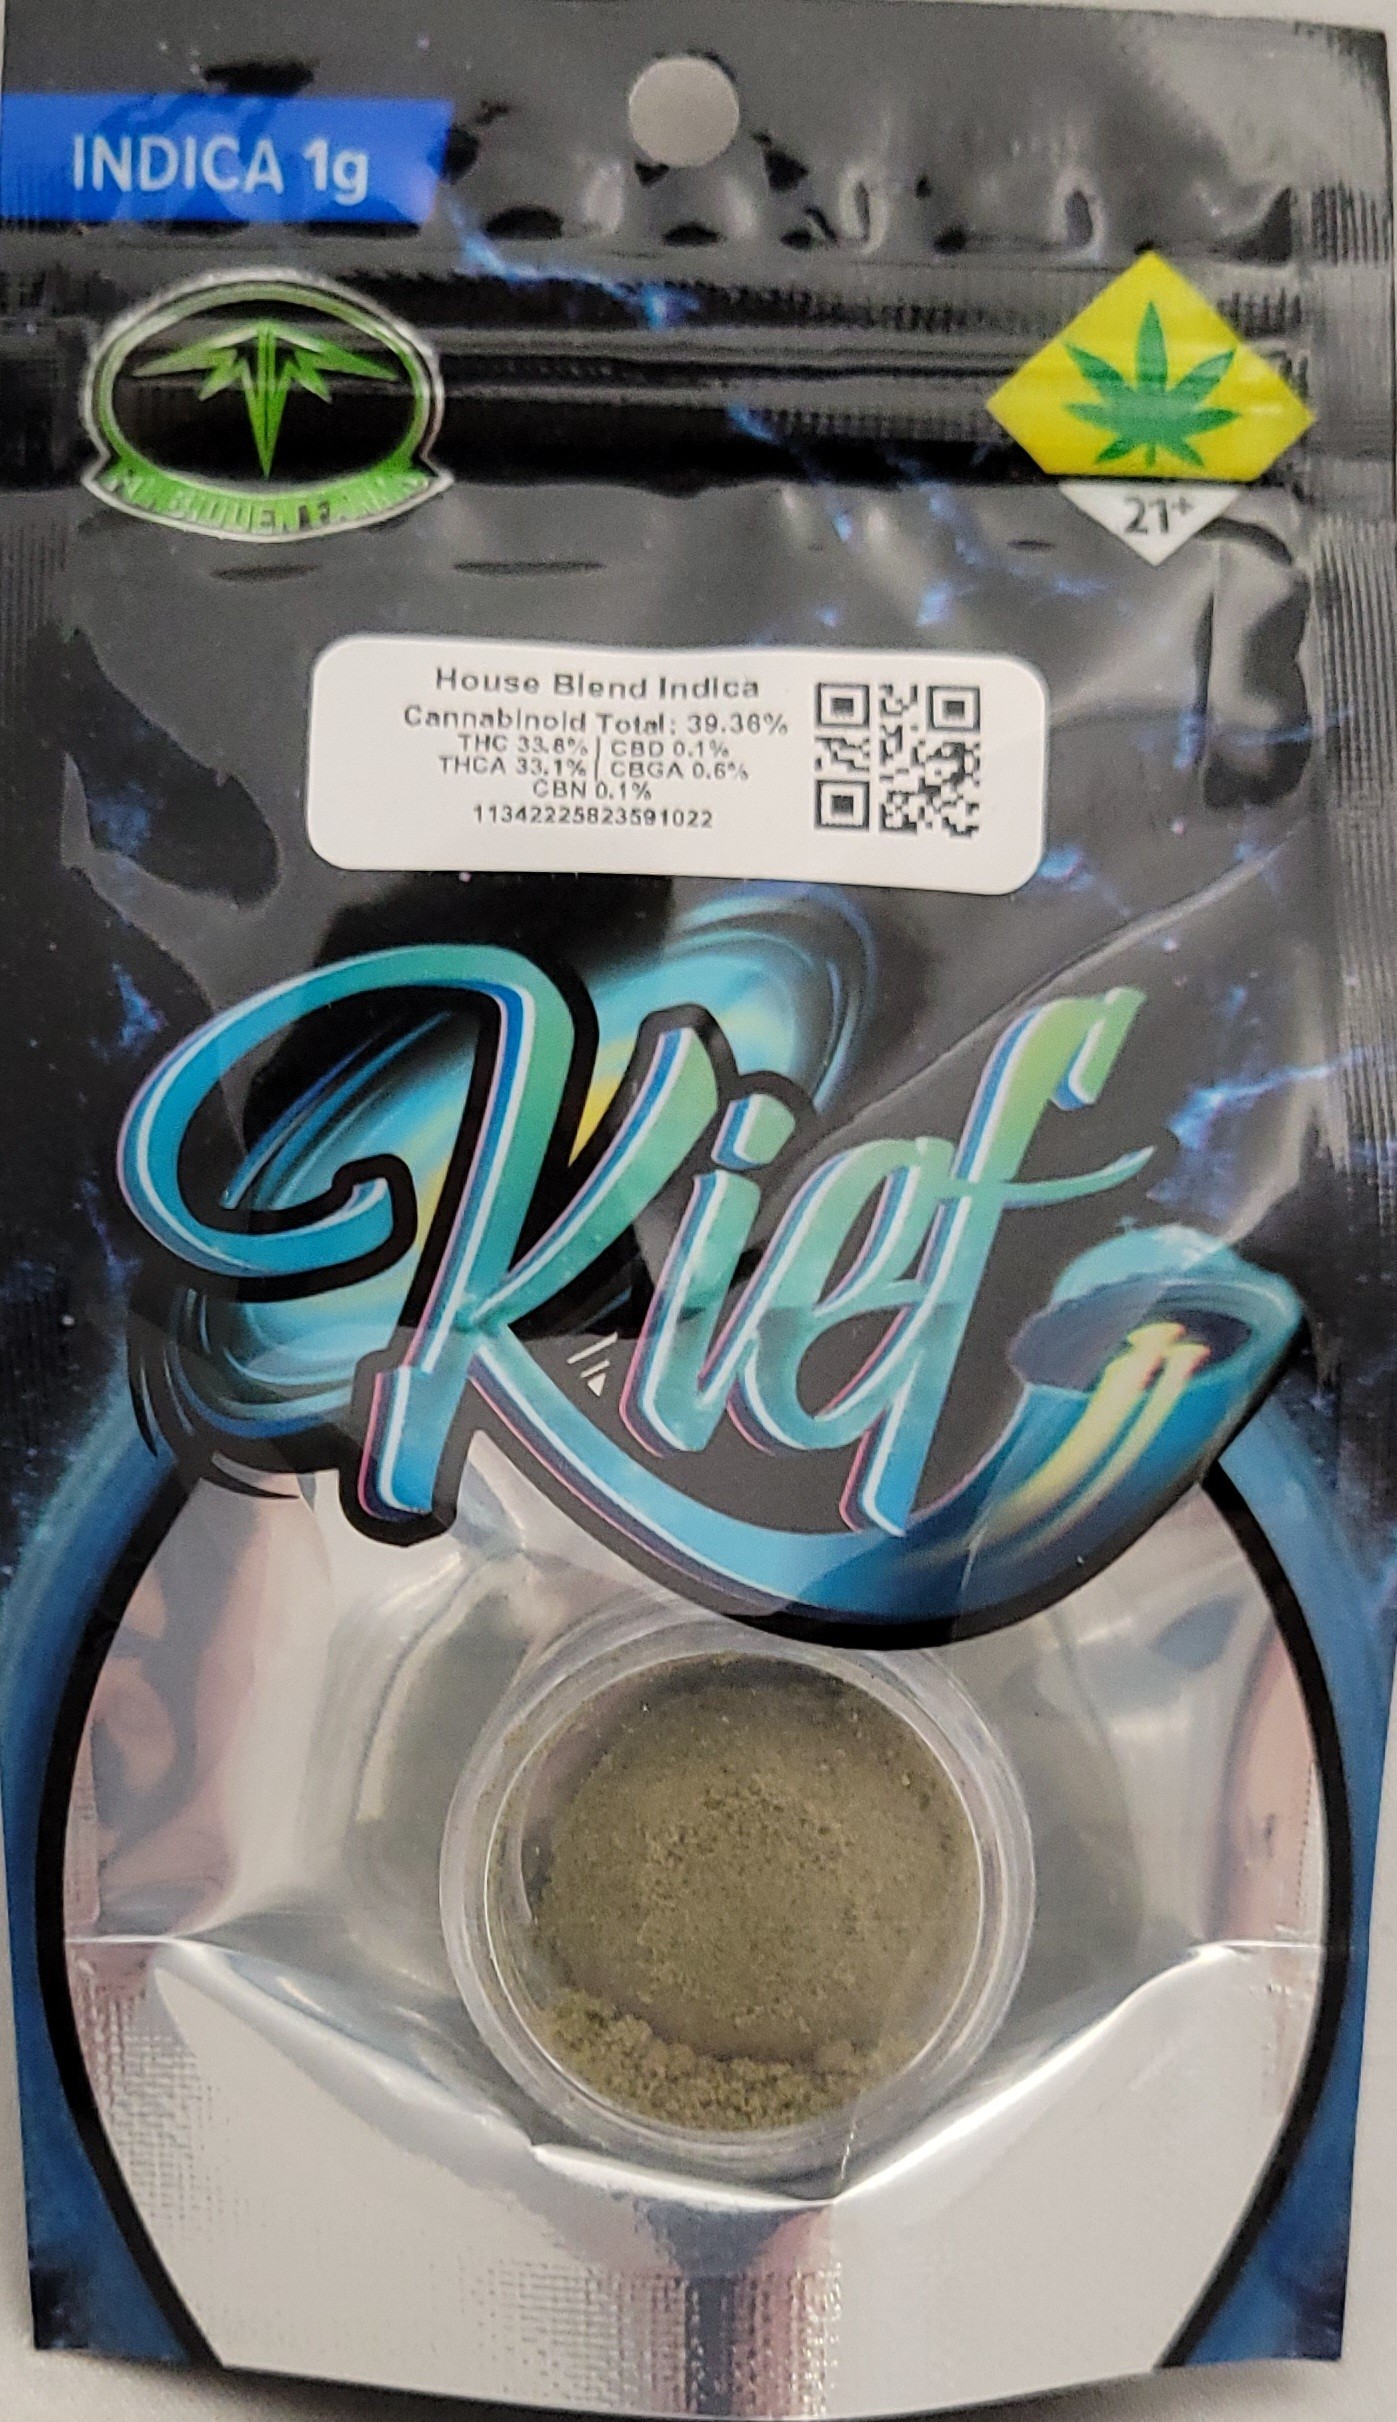 INDICA 1g
21+
House Blend Indica
Cannabinoid Total: 39.36%
THC 33.8% | CBD 0.1%
THCA 33.1% | CBGA 0.6%
CBN 0.1%
11342225823591022
Kief